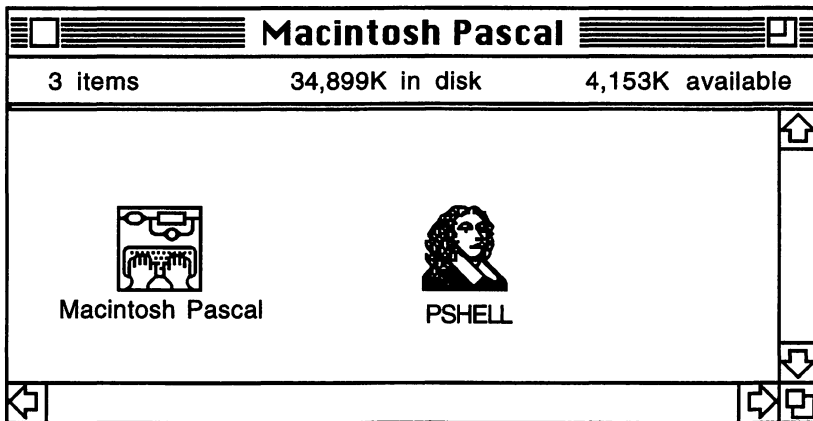 Macintosh Pascal
3 items 34,899K in disk 4,153K available
Macintosh Pascal PSHELL